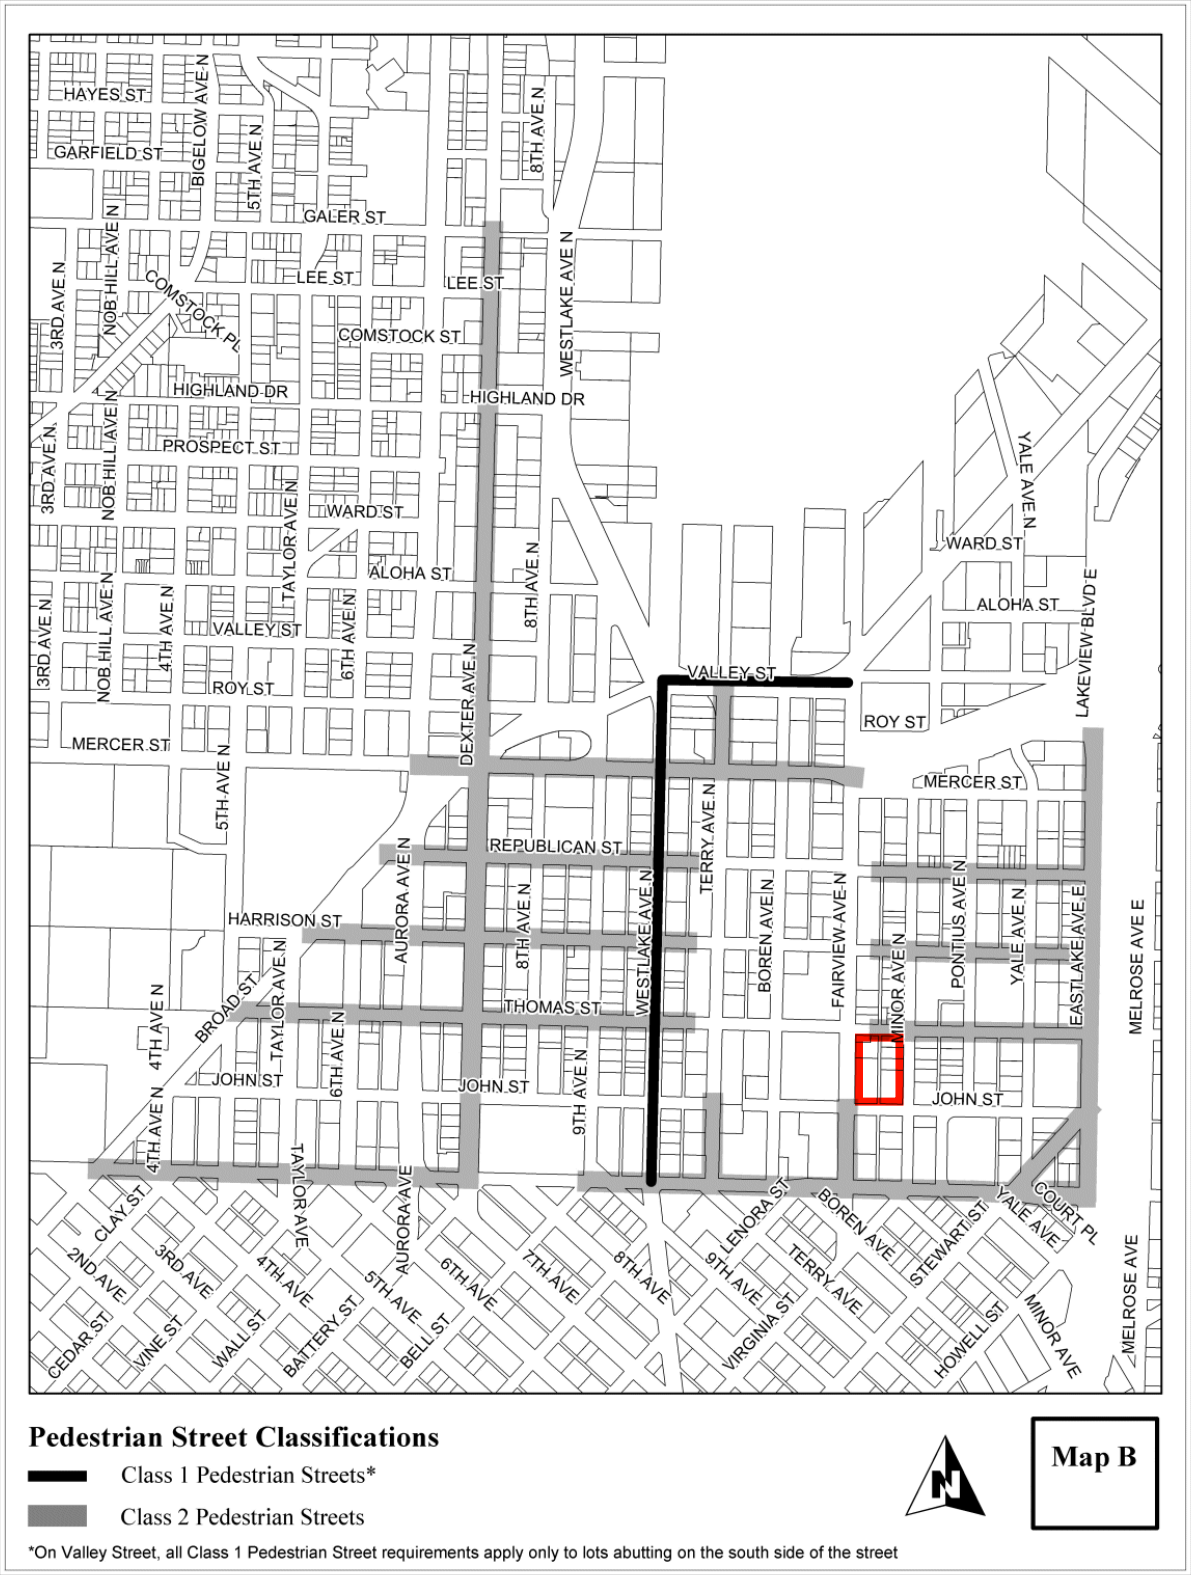 HAYES ST
BIGELOW AVE N
8TH AVE N
GARFIELD ST
5TH AVE N
GALER ST
NOB HILL AVE N
3RD AVE N
COMSTOCK PL
LEE ST
LEE ST
WESTLAKE AVE N
COMSTOCK ST
HIGHLAND DR
HIGHLAND DR
3RD AVE N
NOB HILL AVE N
PROSPECT ST
TAYLOR AVE N
WARD ST
YALE AVE N
WARD ST
ALOHA ST
8TH AVE N
ALOHA ST
3RD AVE N
NOB HILL AVE N
4TH AVE N
VALLEY ST
6TH AVE N
LAKEVIEW BLVD E
ROY ST
DEXTER AVE N
VALLEY ST
ROY ST
MERCER ST
5TH AVE N
MERCER ST
TERRY AVE N
REPUBLICAN ST
AURORA AVE N
8TH AVE N
WESTLAKE AVE N
BOREN AVE N
FAIRVIEW AVE N
MINOR AVE N
PONTIUS AVE N
YALE AVE N
EASTLAKE AVE E
MELROSE AVE E
HARRISON ST
TAYLOR AVE N
4TH AVE N
BROAD ST
THOMAS ST
6TH AVE N
9TH AVE N
JOHN ST
JOHN ST
JOHN ST
4TH AVE N
TAYLOR AVE
AURORA AVE
CLAY ST
2ND AVE
3RD AVE
4TH AVE
5TH AVE
6TH AVE
7TH AVE
8TH AVE
9TH AVE
LENORA ST
TERRY AVE
BOREN AVE
STEWART ST
YALE AVE
COURT PL
MELROSE AVE
CEDAR ST
VINE ST
WALL ST
BATTERY ST
BELL ST
VIRGINIA ST
HOWELL ST
MINOR AVE
Pedestrian Street Classifications
Class 1 Pedestrian Streets*
Class 2 Pedestrian Streets
N
Map B
*On Valley Street, all Class 1 Pedestrian Street requirements apply only to lots abutting on the south side of the street